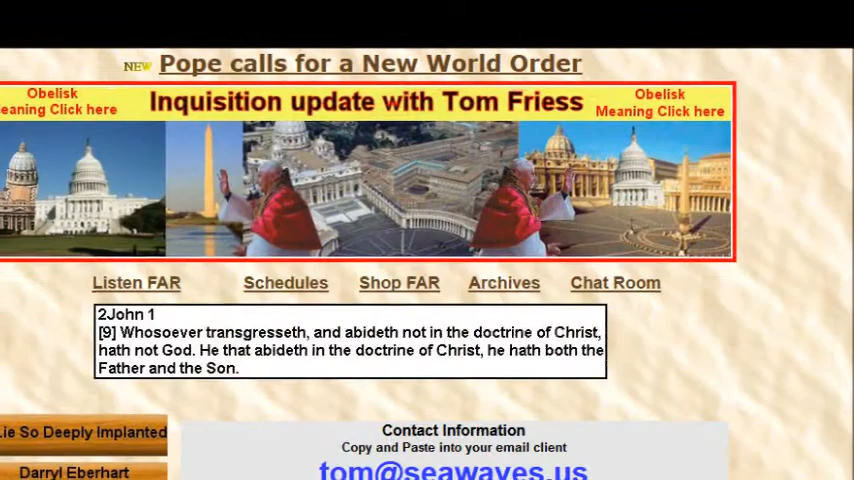 NEW Pope calls for a New World Order
Obelisk
eaning Click here
Inquisition update with Tom Friess
Obelisk
Meaning Click here
Listen FAR Schedules Shop FAR Archives Chat Room
2John 1
[9] Whosoever transgresseth, and abideth not in the doctrine of Christ,
hath not God. He that abideth in the doctrine of Christ, he hath both the
Father and the Son.
Lie So Deeply Implanted
Darryl Eberhart
Contact Information
Copy and Paste into your email client
tom@seawaves.us